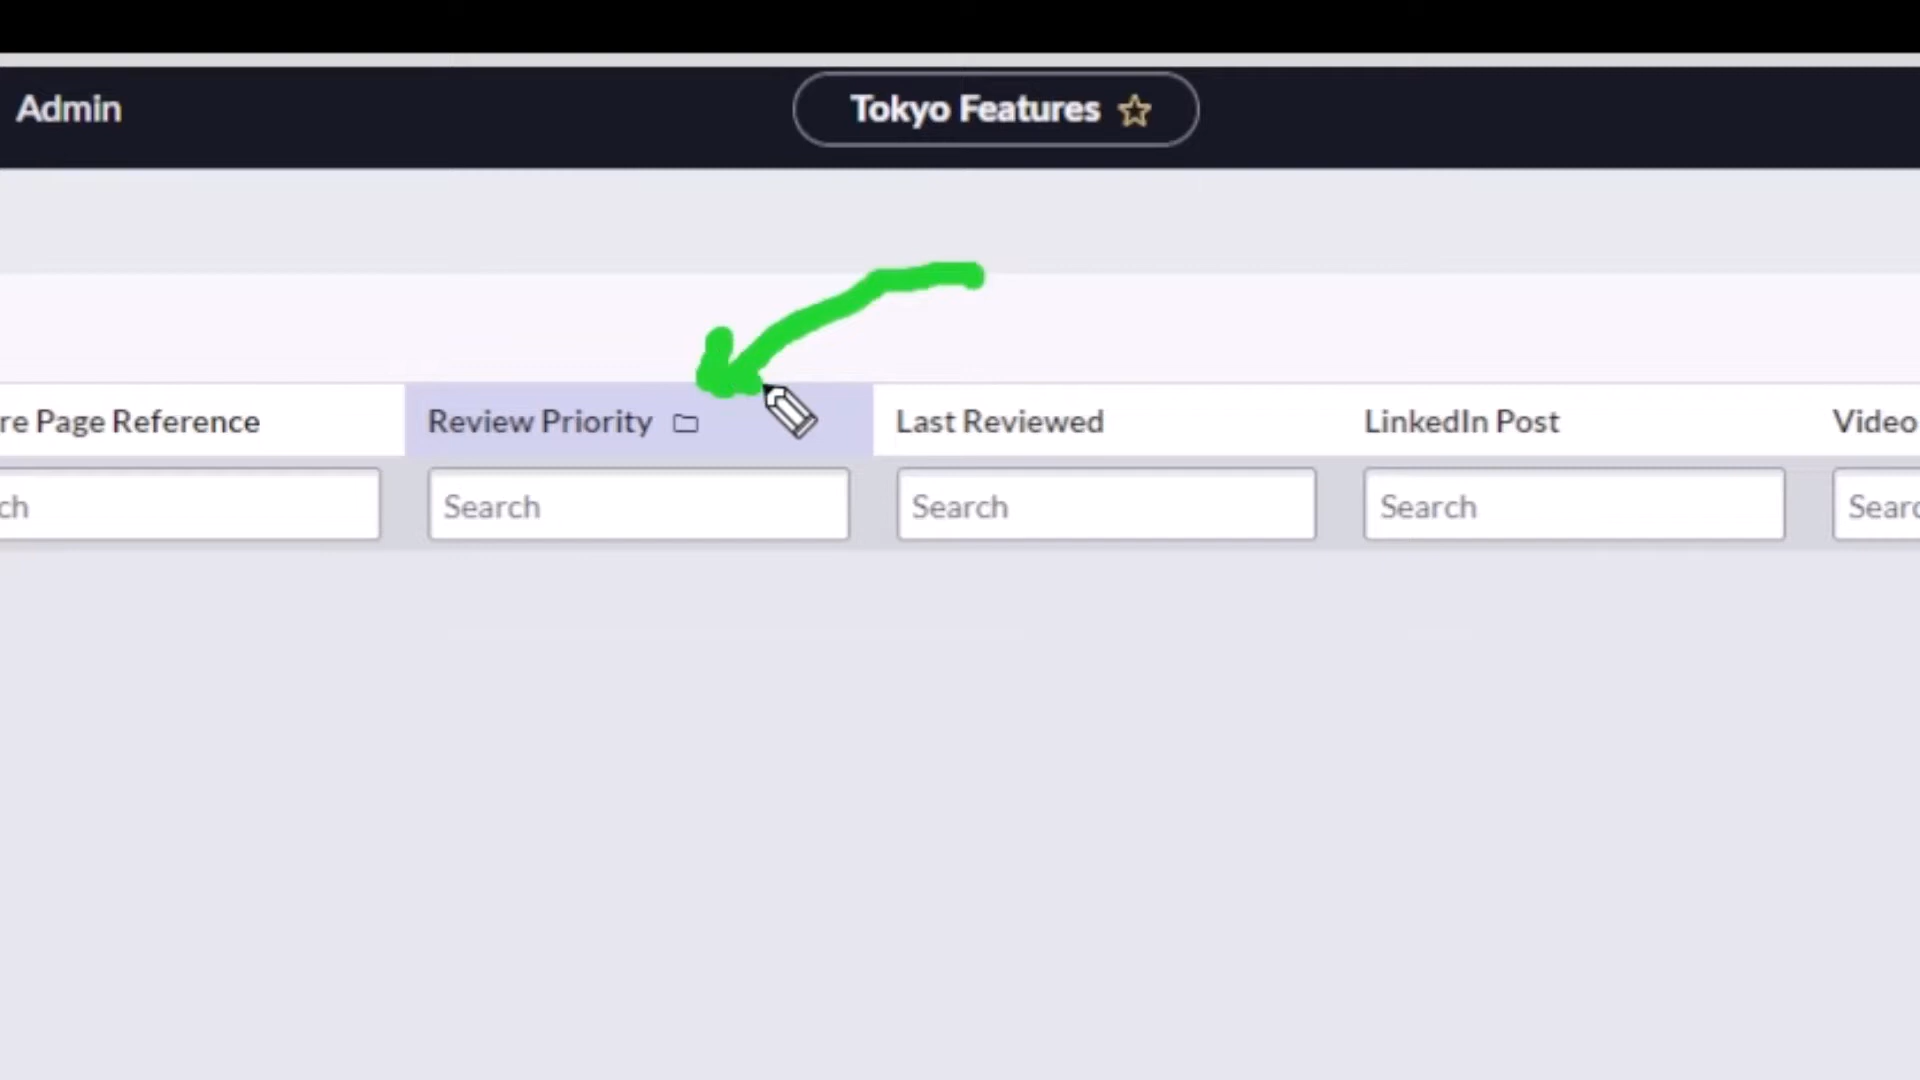 Admin
Tokyo Features
re Page Reference
Review Priority
Last Reviewed
LinkedIn Post
Video
ch
Search
Search
Search
Searc